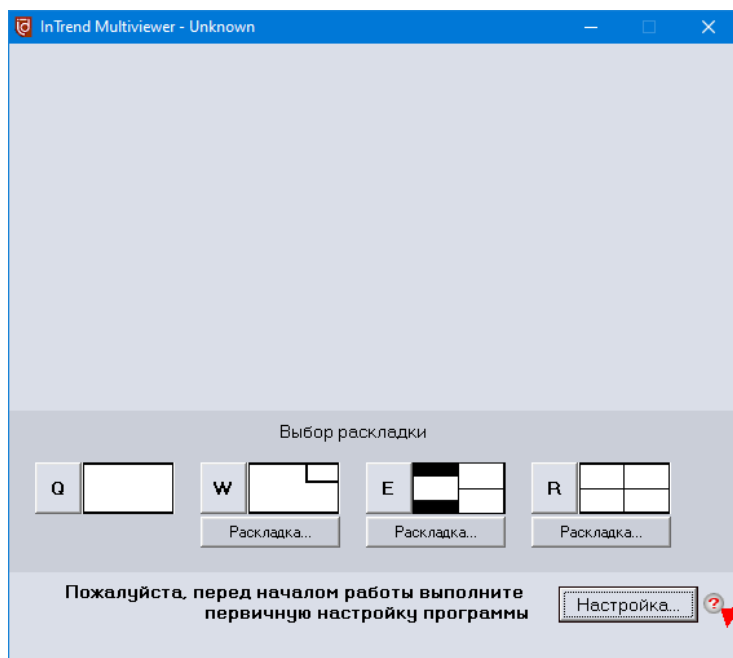 InTrend Multiviewer - Unknown
Выбор раскладки
Q W E R
Раскладка... Раскладка... Раскладка...
Пожалуйста, перед началом работы выполните
первичную настройку программы
Настройка... ?